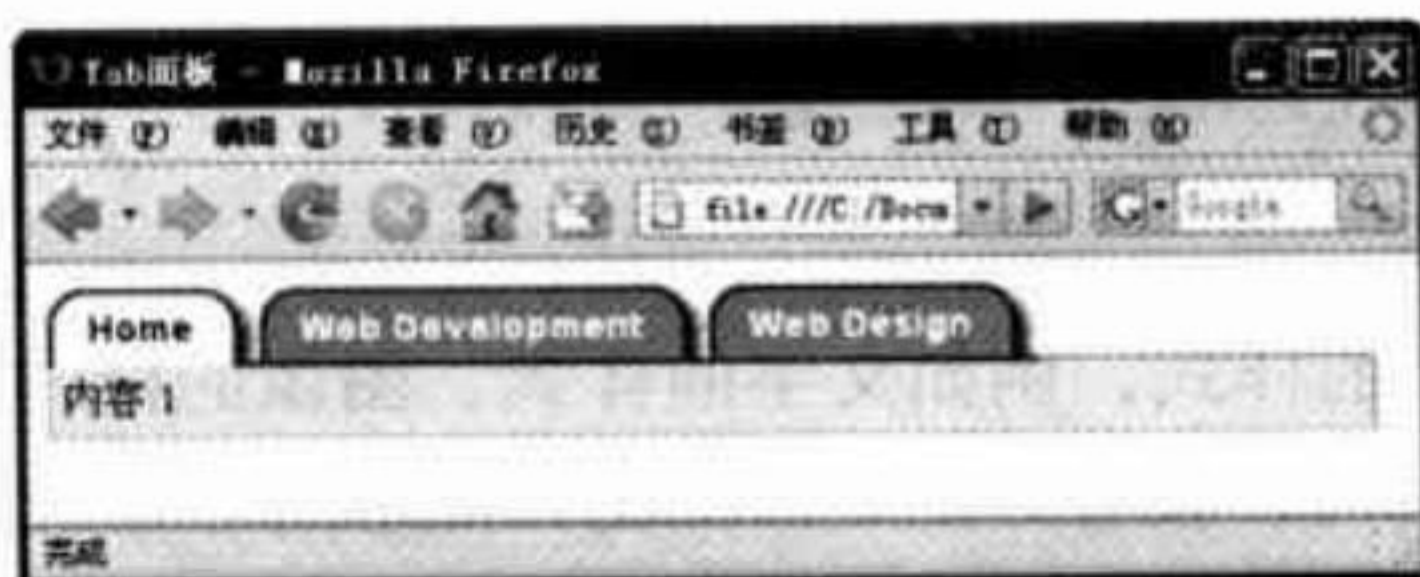 Tab面板 - Mozilla Firefox
文件 (F) 编辑 (E) 查看 (V) 历史 (S) 书签 (B) 工具 (T) 帮助 (H)
file:///C:/Docu Google
Home Web Development Web Design
内容 1
完成